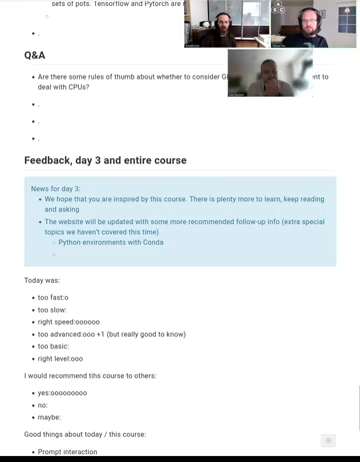 sets of pots. Tensorflow and Pytorch are
Q&A
Are there some rules of thumb about whether to consider
deal with CPUs?
Feedback, day 3 and entire course
News for day 3:
We hope that you are inspired by this course. There is plenty more to learn, keep reading
and asking
The website will be updated with some more recommended follow-up info (extra special
topics we haven't covered this time)
Python environments with Conda
Today was:
too fast:o
too slow:
right speed:oooooo
too advanced:ooo +1 (but really good to know)
too basic:
right level:ooo
I would recommend tihs course to others:
yes:ooooooooo
no:
maybe:
Good things about today / this course:
Prompt interaction